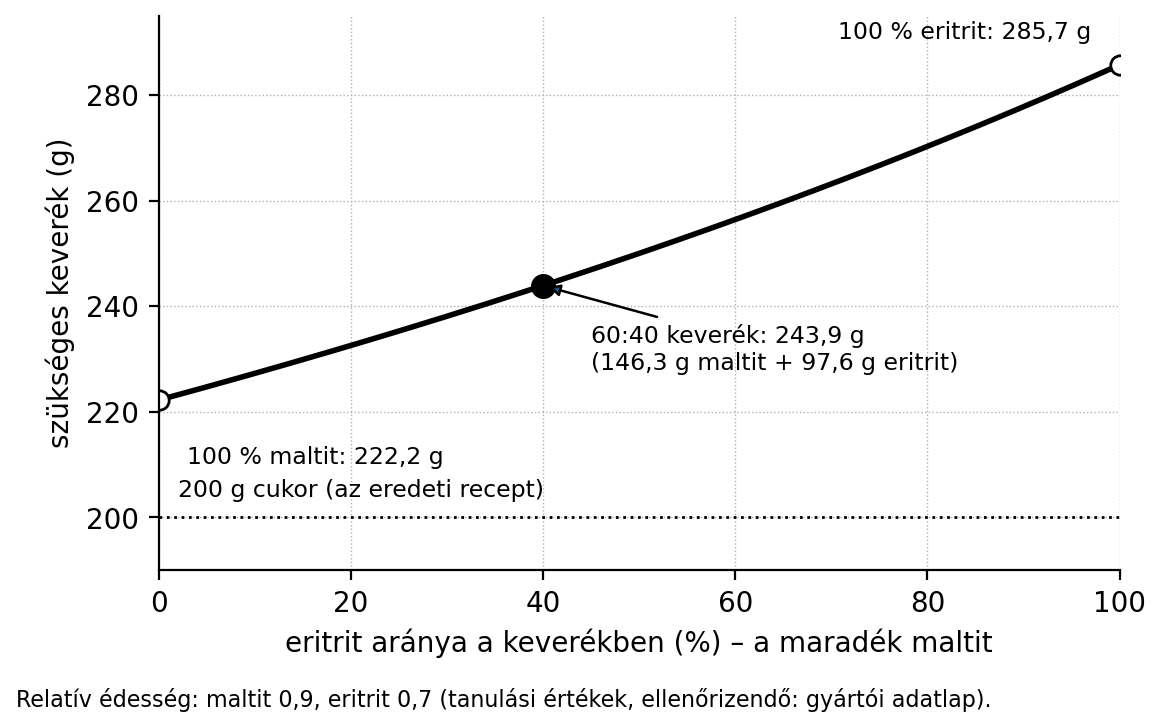 100 % eritrit: 285,7 g
280
260
240
220
200
szükséges keverék (g)
60:40 keverék: 243,9 g
(146,3 g maltit + 97,6 g eritrit)
100 % maltit: 222,2 g
200 g cukor (az eredeti recept)
0
20
40
60
80
100
eritrit aránya a keverékben (%) – a maradék maltit
Relatív édesség: maltit 0,9, eritrit 0,7 (tanulási értékek, ellenőrizendő: gyártói adatlap).